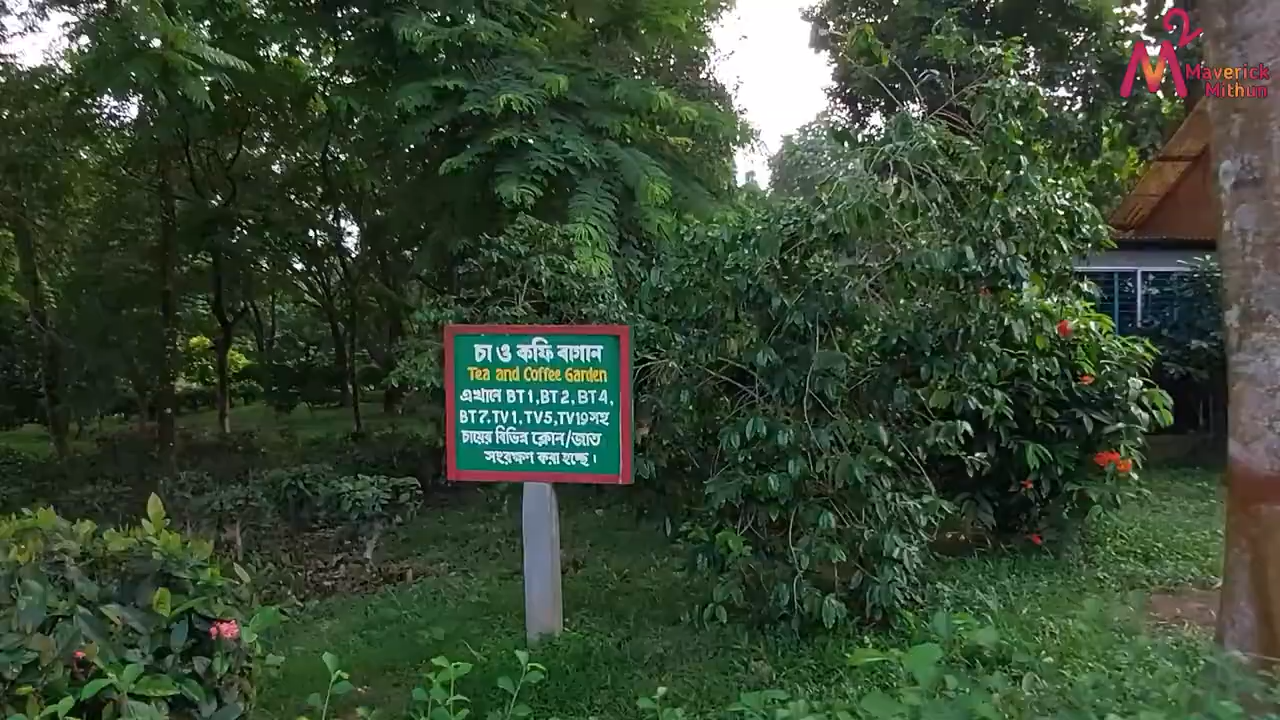 চা ও কফি বাগান
Tea and Coffee Garden
এখানে BT1,BT2, BT4,
BT7,TV1,TV5,TV19সহ
চায়ের বিভিন্ন ক্লোন/জাত
সংরক্ষণ করা হচ্ছে।
Maverick
Mithun